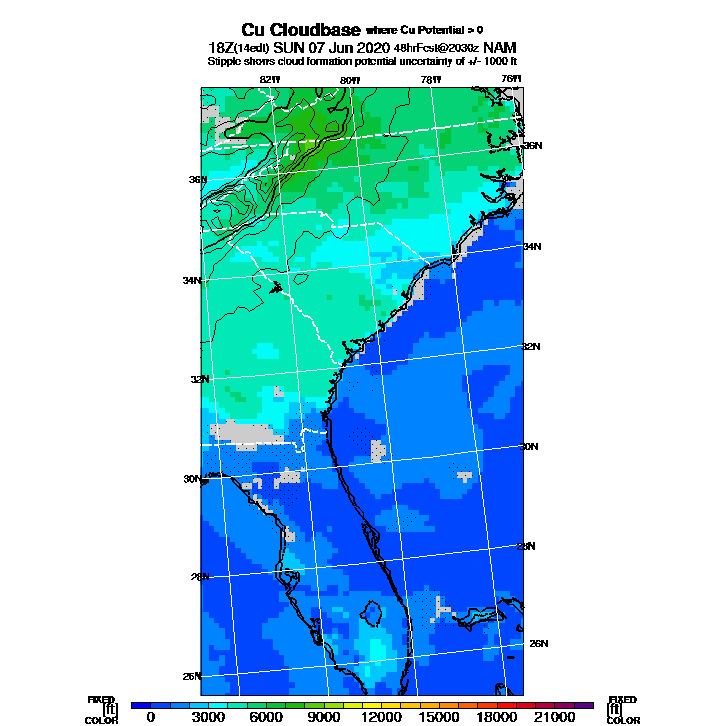 Cu Cloudbase where Cu Potential > 0
18Z(14edt) SUN 07 Jun 2020 48hrFcst@2030z NAM
Stipple shows cloud formation potential uncertainty of +/- 1000 ft
82W 80W 78W 76W
36N
36N
34N
34N
32N
32N
30N
30N
28N
28N
26N
26N
FIXED FIXED
[ft] [ft]
COLOR 0 3000 6000 9000 12000 15000 18000 21000 COLOR